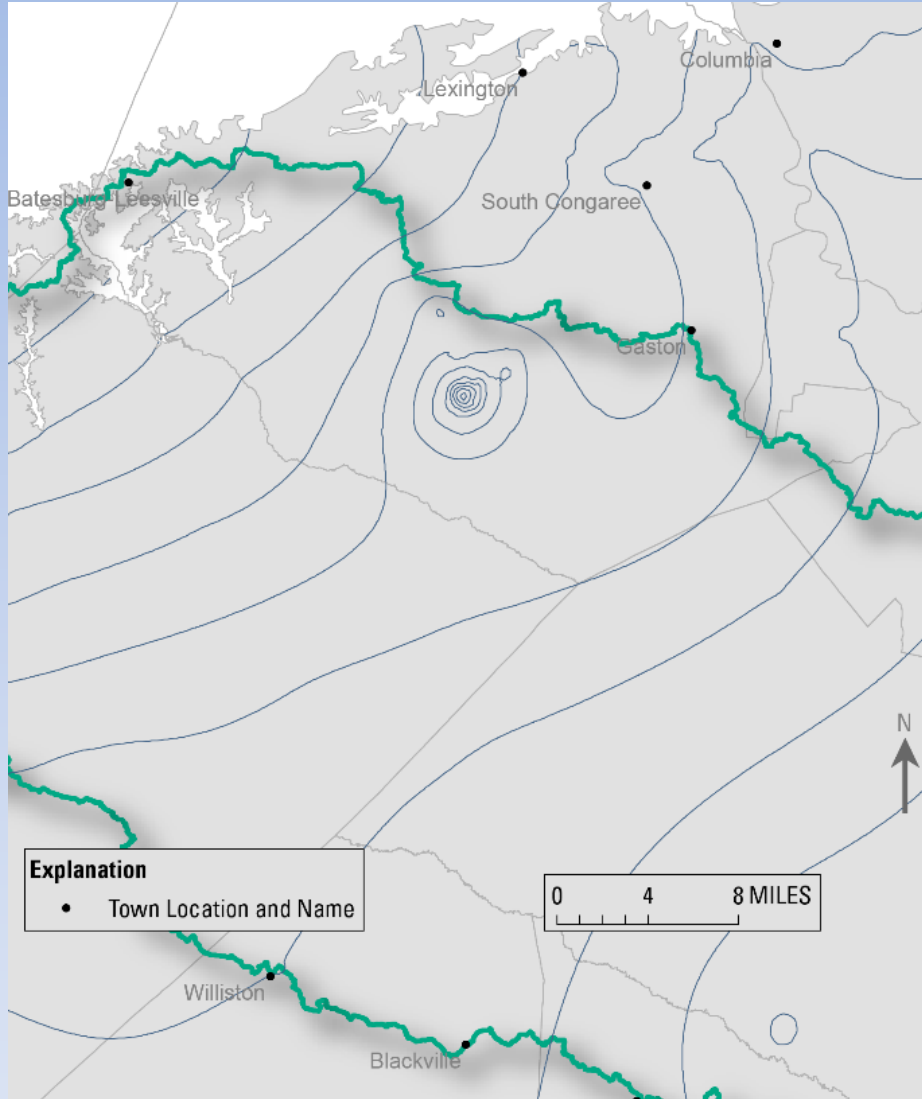 Columbia
Lexington
Batesburg-Leesville
South Congaree
Gaston
N
Explanation
Town Location and Name
0 4 8 MILES
Williston
Blackville